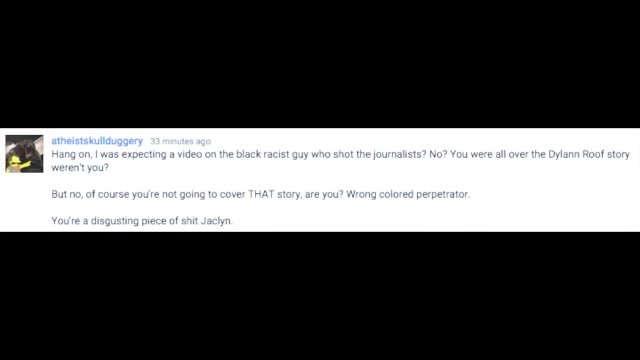 atheistskullduggery 33 minutes ago
Hang on, I was expecting a video on the black racist guy who shot the journalists? No? You were all over the Dylann Roof story
weren't you?
But no, of course you're not going to cover THAT story, are you? Wrong colored perpetrator.
You're a disgusting piece of shit Jaclyn.